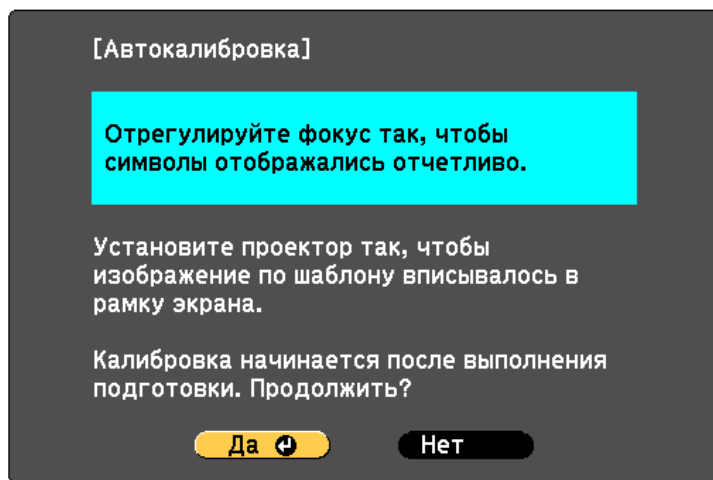 [Автокалибровка]
Отрегулируйте фокус так, чтобы
символы отображались отчетливо.
Установите проектор так, чтобы
изображение по шаблону вписывалось в
рамку экрана.
Калибровка начинается после выполнения
подготовки. Продолжить?
Да
Нет